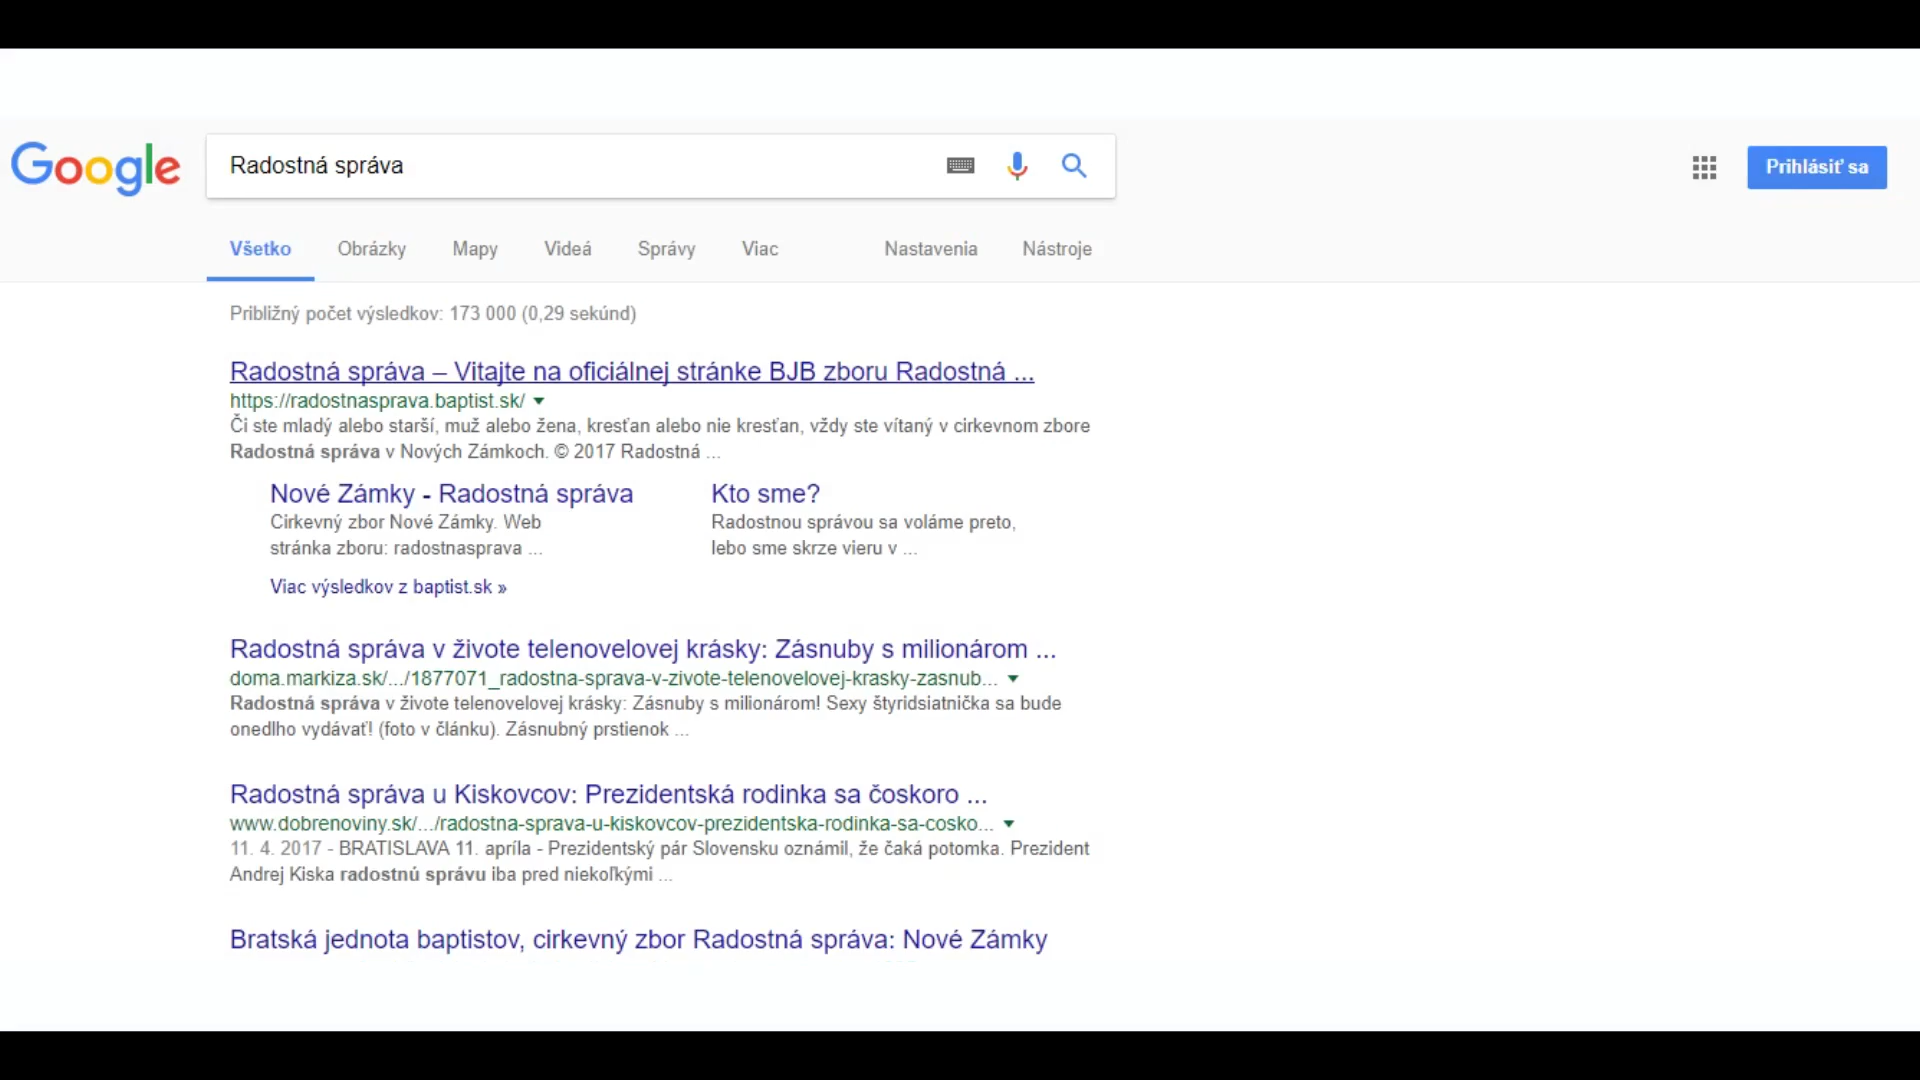 Google
Radostná správa
Prihlásiť sa
Všetko Obrázky Mapy Videá Správy Viac Nastavenia Nástroje
Približný počet výsledkov: 173 000 (0,29 sekúnd)
Radostná správa – Vitajte na oficiálnej stránke BJB zboru Radostná ...
https://radostnasprava.baptist.sk/
Či ste mladý alebo starší, muž alebo žena, kresťan alebo nie kresťan, vždy ste vítaný v cirkevnom zbore
Radostná správa v Nových Zámkoch. © 2017 Radostná ...
Nové Zámky - Radostná správa
Cirkevný zbor Nové Zámky. Web
stránka zboru: radostnasprava ...
Kto sme?
Radostnou správou sa voláme preto,
lebo sme skrze vieru v ...
Viac výsledkov z baptist.sk »
Radostná správa v živote telenovelovej krásky: Zásnuby s milionárom ...
doma.markiza.sk/.../1877071_radostna-sprava-v-zivote-telenovelovej-krasky-zasnub...
Radostná správa v živote telenovelovej krásky: Zásnuby s milionárom! Sexy štyridsiatnička sa bude
onedlho vydávať! (foto v článku). Zásnubný prstienok ...
Radostná správa u Kiskovcov: Prezidentská rodinka sa čoskoro ...
www.dobrenoviny.sk/.../radostna-sprava-u-kiskovcov-prezidentska-rodinka-sa-cosko...
11. 4. 2017 - BRATISLAVA 11. apríla - Prezidentský pár Slovensku oznámil, že čaká potomka. Prezident
Andrej Kiska radostnú správu iba pred niekoľkými ...
Bratská jednota baptistov, cirkevný zbor Radostná správa: Nové Zámky